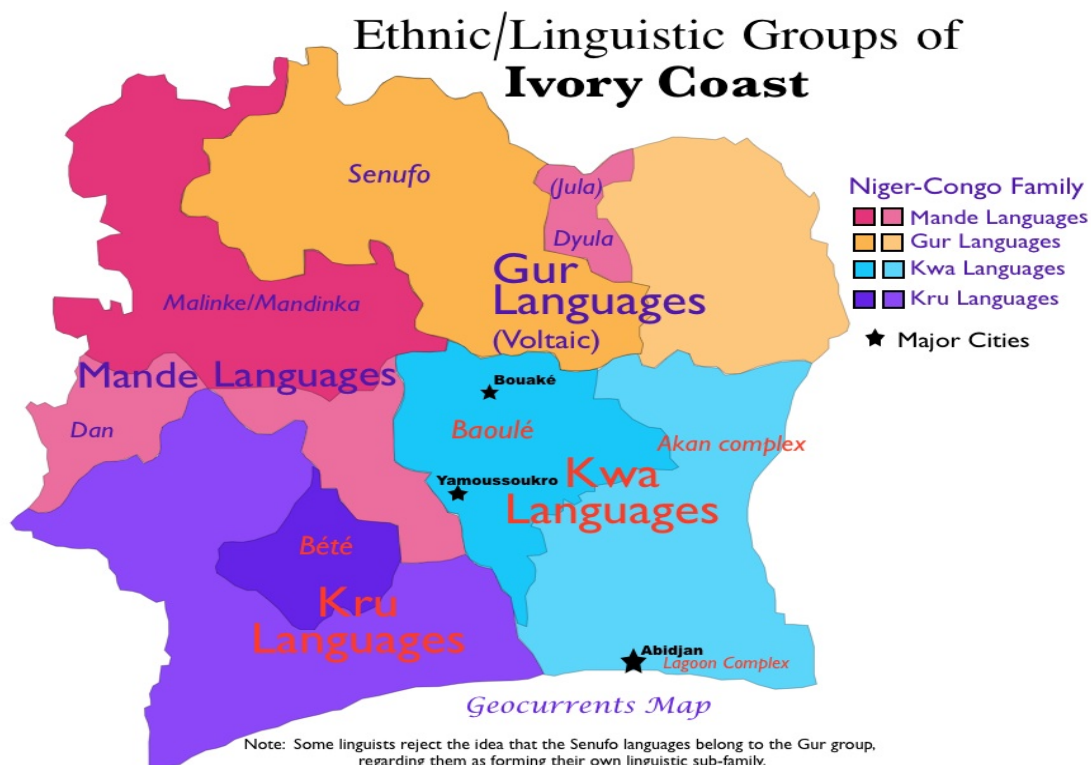 Ethnic/Linguistic Groups of
Ivory Coast
Senufo
(Jula)
Dyula
Gur
Languages
(Voltaic)
Malinke/Mandinka
Mande Languages
Dan
Bouaké
Baoulé
Akan complex
Yamoussoukro
Kwa
Languages
Bété
Kru
Languages
Abidjan
Lagoon Complex
Niger-Congo Family
Mande Languages
Gur Languages
Kwa Languages
Kru Languages
Major Cities
Geocurrents Map
Note: Some linguists reject the idea that the Senufo languages belong to the Gur group,
regarding them as forming their own linguistic sub-family.